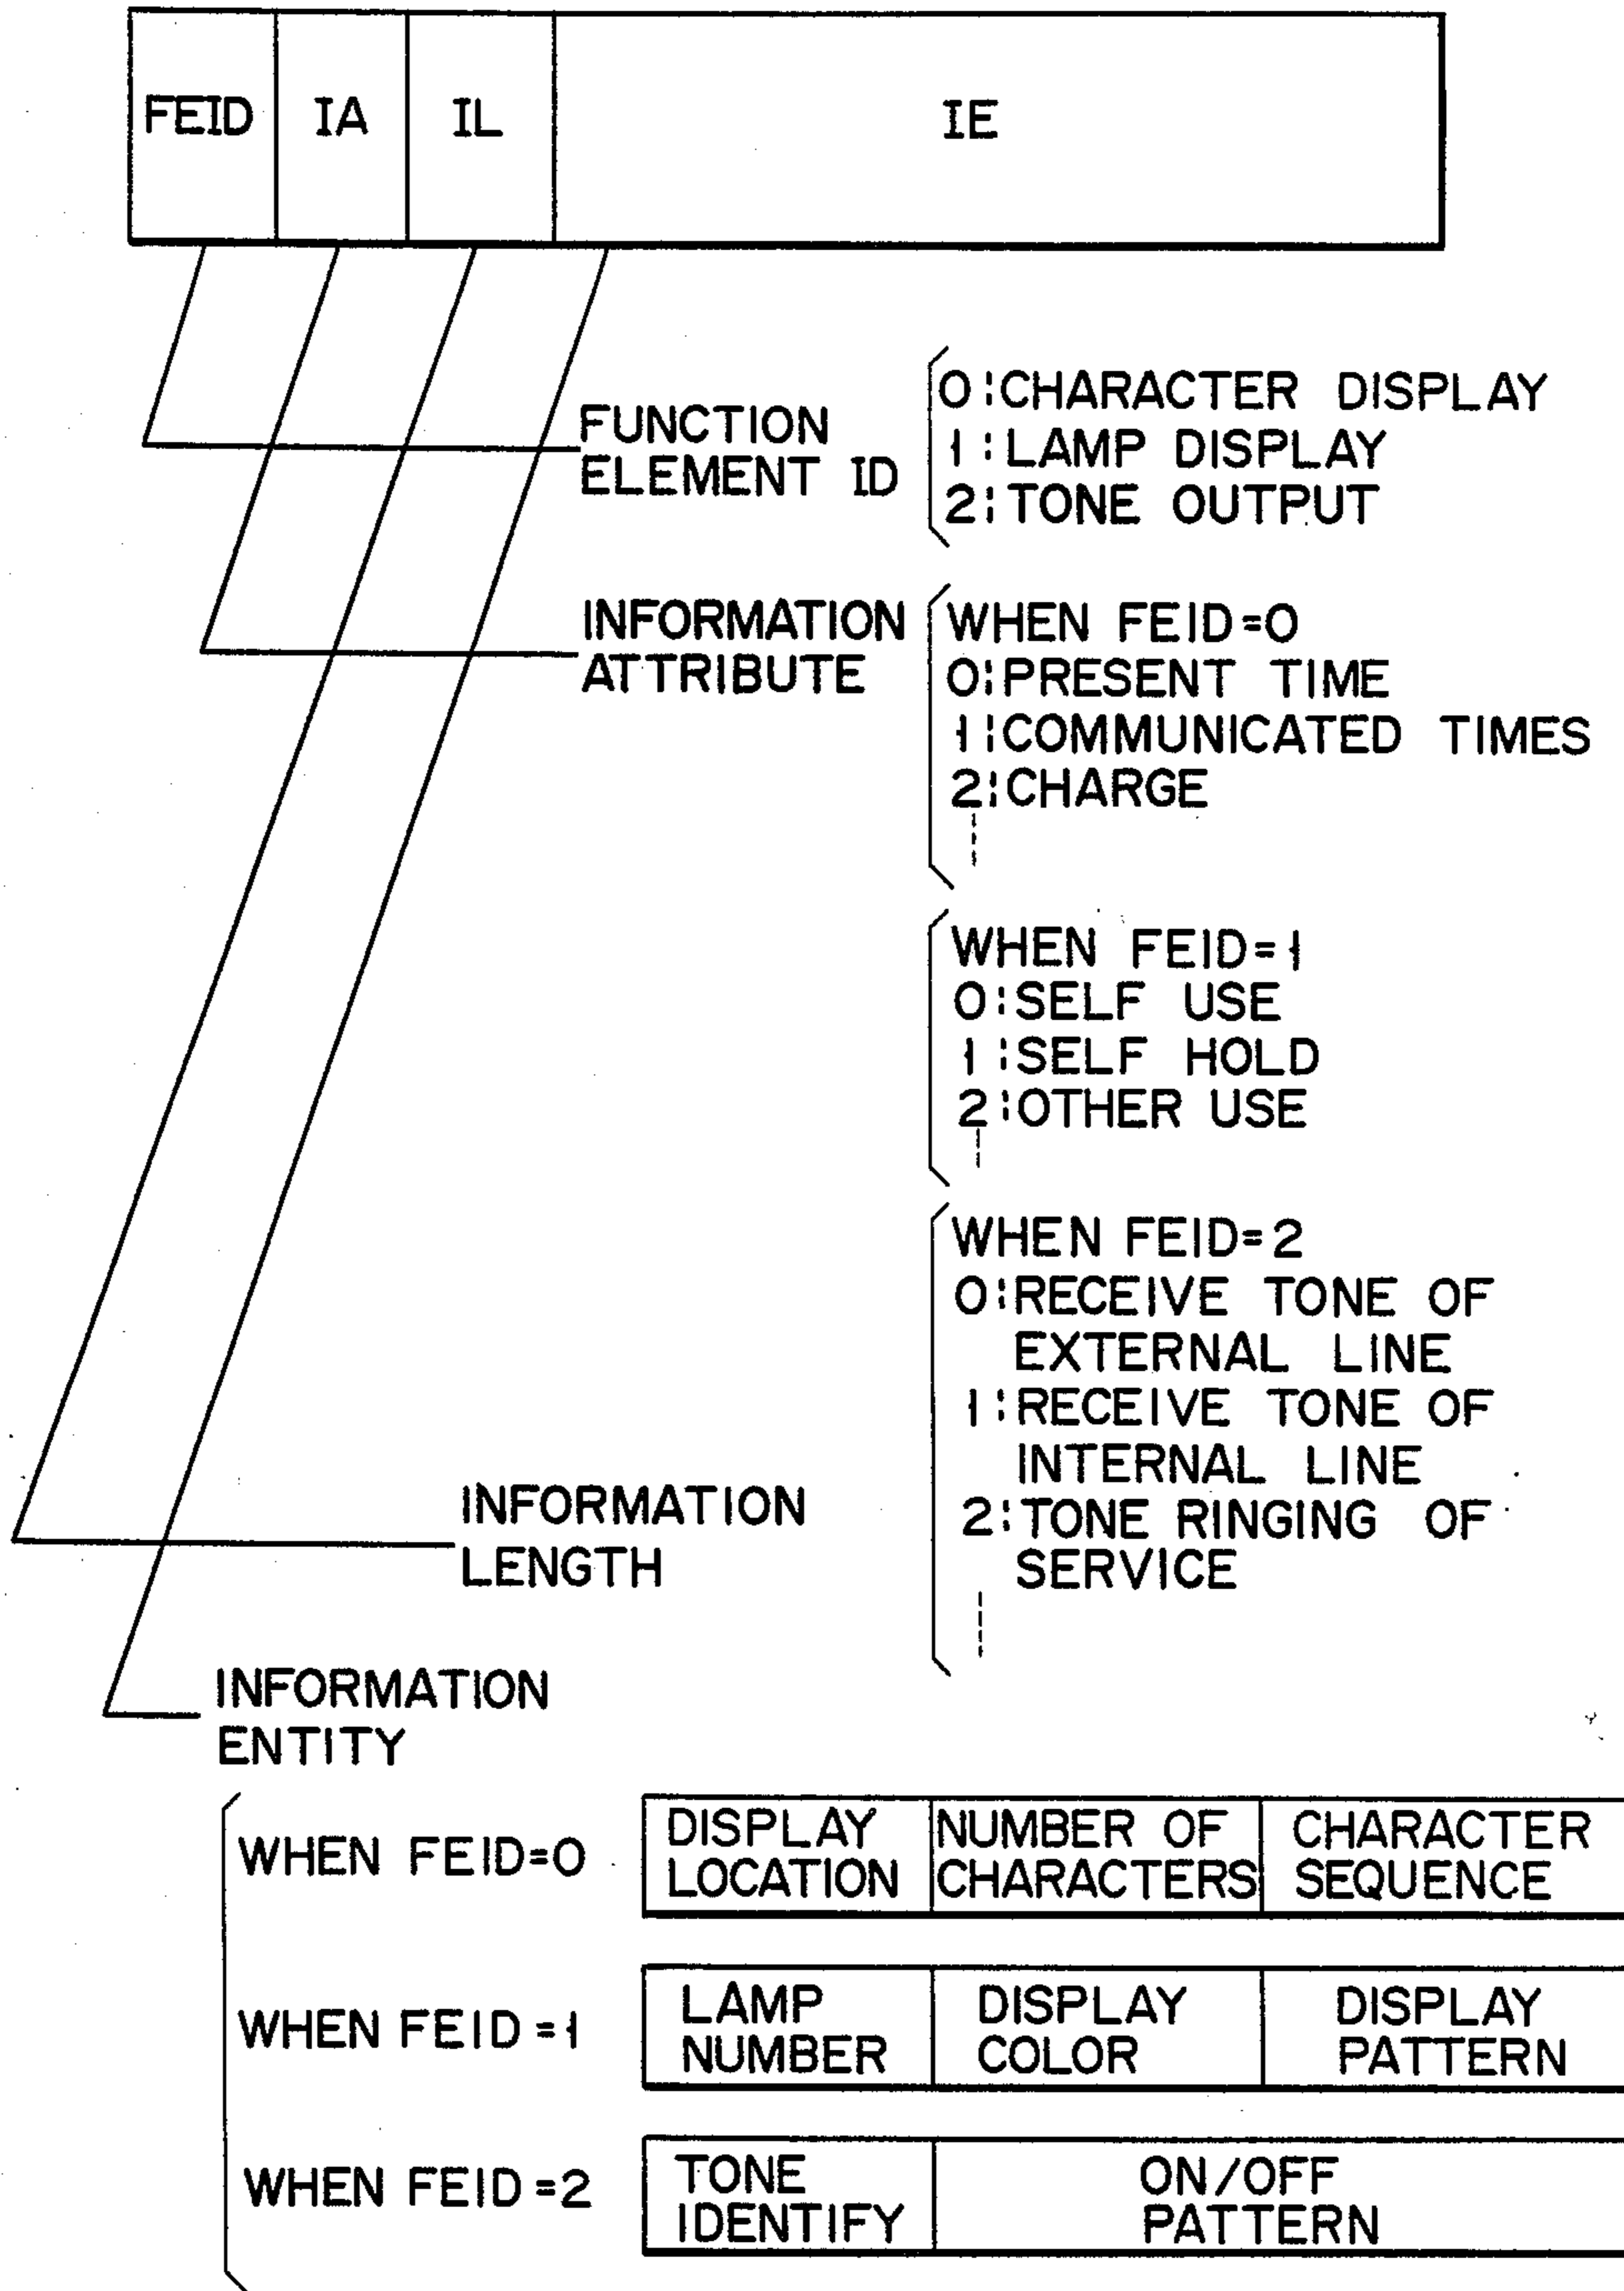 FEID IA IL IE
FUNCTION
ELEMENT ID
0:CHARACTER DISPLAY
1:LAMP DISPLAY
2:TONE OUTPUT
INFORMATION
ATTRIBUTE
WHEN FEID=0
0:PRESENT TIME
1:COMMUNICATED TIMES
2:CHARGE
WHEN FEID=1
0:SELF USE
1:SELF HOLD
2:OTHER USE
WHEN FEID=2
0:RECEIVE TONE OF
EXTERNAL LINE
1:RECEIVE TONE OF
INTERNAL LINE
2:TONE RINGING OF
SERVICE
INFORMATION
LENGTH
INFORMATION
ENTITY
WHEN FEID=0
DISPLAY
LOCATION
NUMBER OF
CHARACTERS
CHARACTER
SEQUENCE
WHEN FEID=1
LAMP
NUMBER
DISPLAY
COLOR
DISPLAY
PATTERN
WHEN FEID=2
TONE
IDENTIFY
ON/OFF
PATTERN